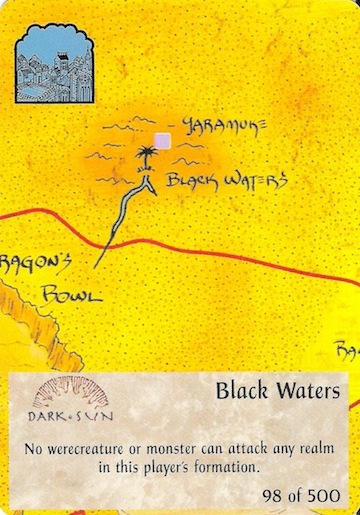 YARAMUKE
BLACK WATERS
RAGON'S
BOWL
RA
DARK SUN
Black Waters
No werecreature or monster can attack any realm
in this player's formation.
98 of 500